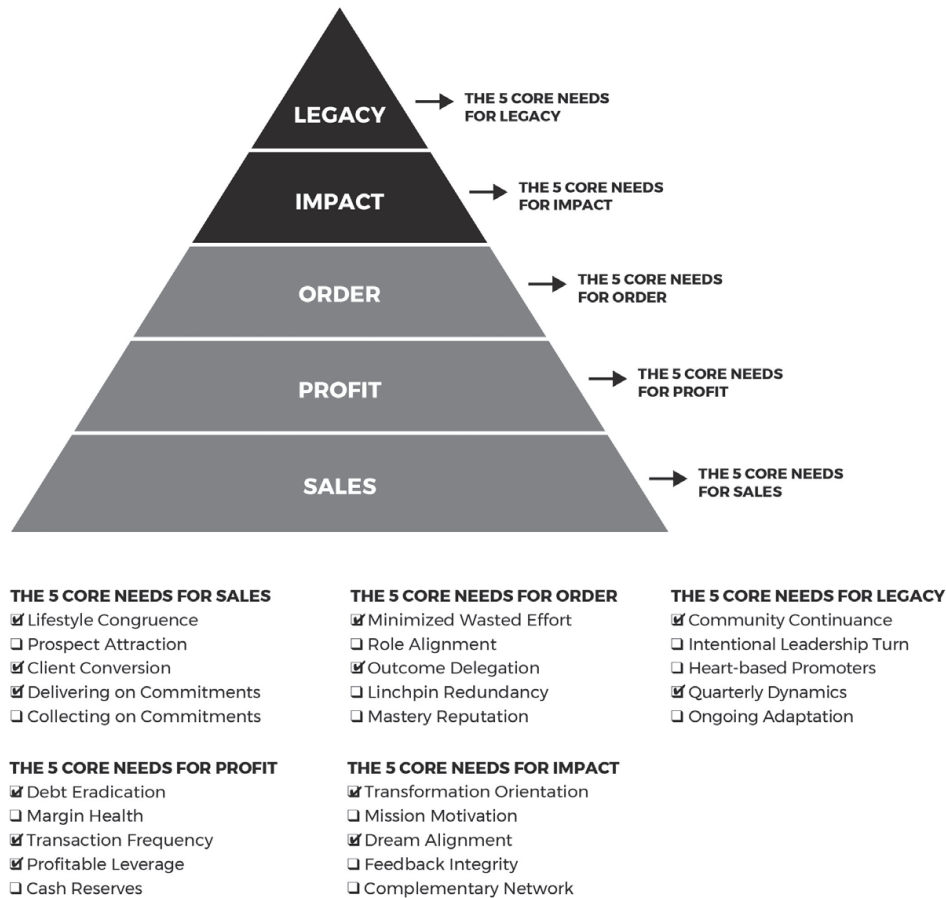 LEGACY
THE 5 CORE NEEDS
FOR LEGACY
IMPACT
THE 5 CORE NEEDS
FOR IMPACT
ORDER
THE 5 CORE NEEDS
FOR ORDER
PROFIT
THE 5 CORE NEEDS
FOR PROFIT
SALES
THE 5 CORE NEEDS
FOR SALES
THE 5 CORE NEEDS FOR SALES
Lifestyle Congruence
Prospect Attraction
Client Conversion
Delivering on Commitments
Collecting on Commitments
THE 5 CORE NEEDS FOR ORDER
Minimized Wasted Effort
Role Alignment
Outcome Delegation
Linchpin Redundancy
Mastery Reputation
THE 5 CORE NEEDS FOR LEGACY
Community Continuance
Intentional Leadership Turn
Heart-based Promoters
Quarterly Dynamics
Ongoing Adaptation
THE 5 CORE NEEDS FOR PROFIT
Debt Eradication
Margin Health
Transaction Frequency
Profitable Leverage
Cash Reserves
THE 5 CORE NEEDS FOR IMPACT
Transformation Orientation
Mission Motivation
Dream Alignment
Feedback Integrity
Complementary Network